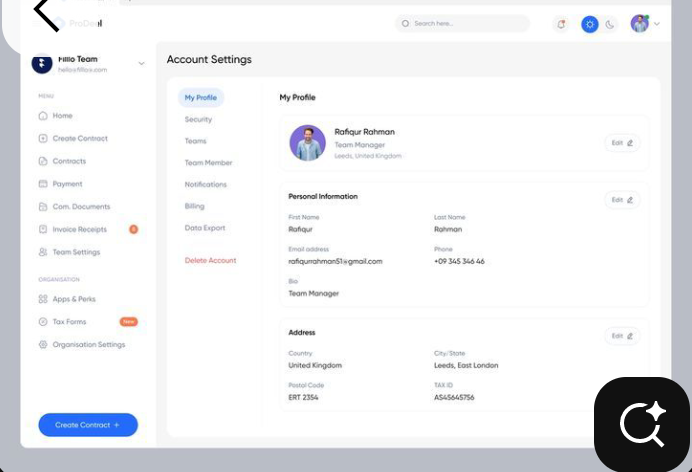 ProDeal
Search here...
Fillio Team
Account Settings
MENU
Home
Create Contract
Contracts
Payment
Com. Documents
Invoice Receipts
Team Settings
ORGANISATION
Apps & Perks
Tax Forms New
Organisation Settings
Create Contract +
My Profile
Security
Teams
Team Member
Notifications
Billing
Data Export
Delete Account
My Profile
Rafiqur Rahman
Team Manager
Leeds, United Kingdom
Edit
Personal Information
Edit
First Name Last Name
Rafiqur Rahman
Email address Phone
rafiqurrahman51@gmail.com +09 345 346 46
Bio
Team Manager
Address
Edit
Country City/State
United Kingdom Leeds, East London
Postal Code TAX ID
ERT 2354 AS45645756